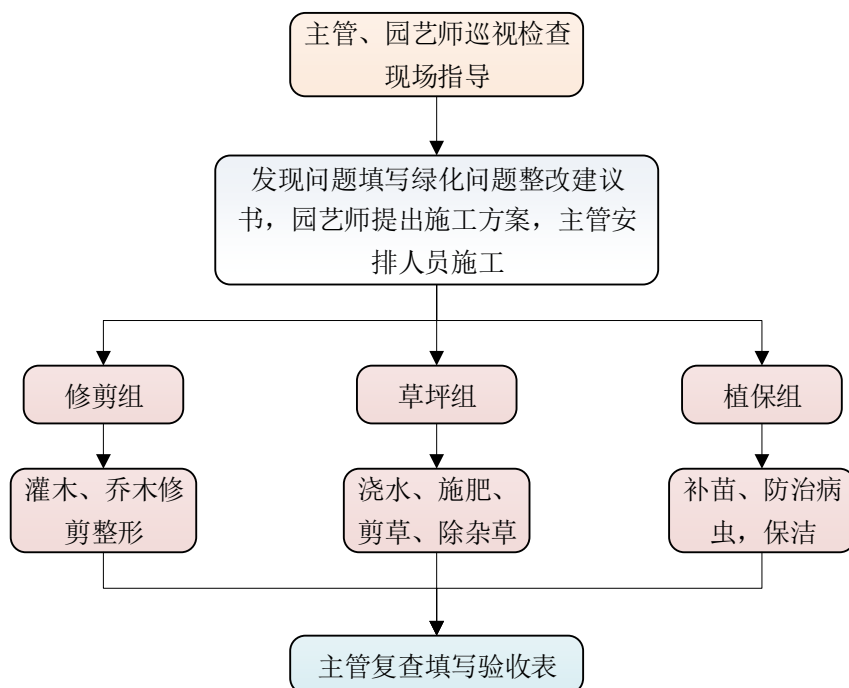 主管、园艺师巡视检查
现场指导
发现问题填写绿化问题整改建议
书，园艺师提出施工方案，主管安
排人员施工
修剪组
草坪组
植保组
灌木、乔木修
剪整形
浇水、施肥、
剪草、除杂草
补苗、防治病
虫，保洁
主管复查填写验收表